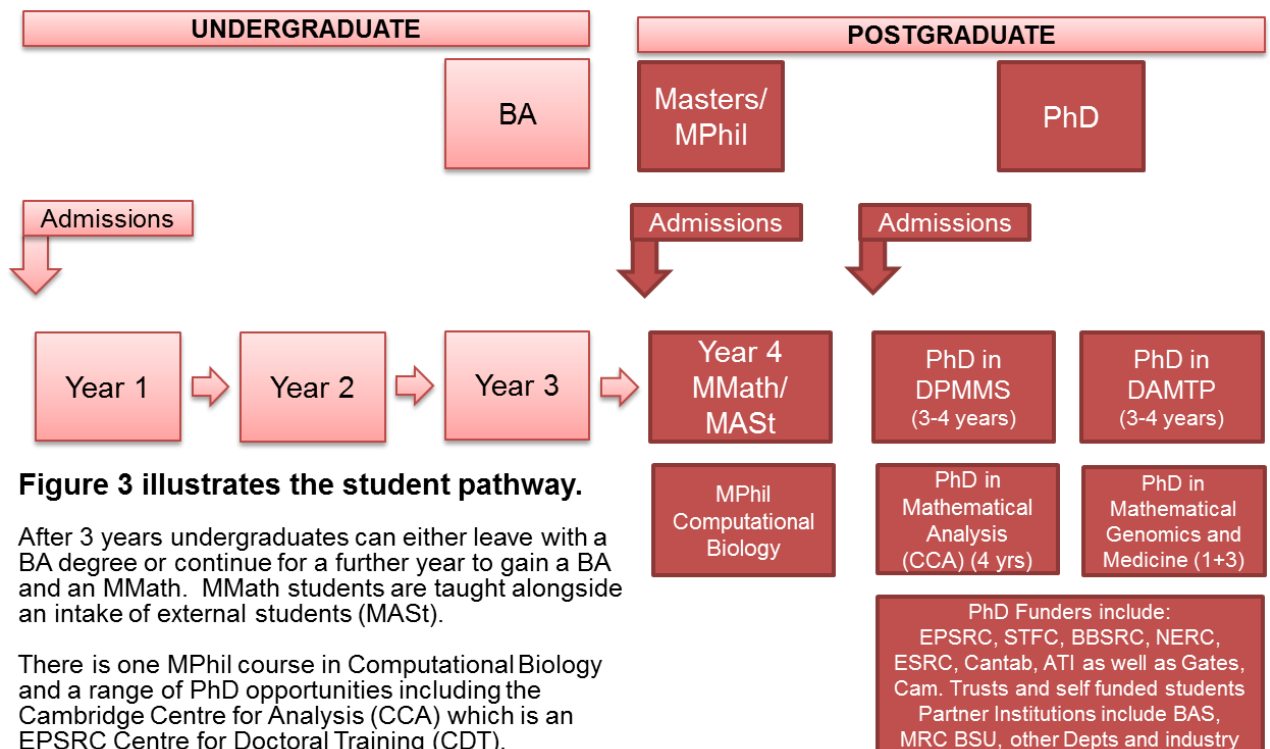 UNDERGRADUATE
POSTGRADUATE
BA
Masters/
MPhil
PhD
Admissions
Admissions
Admissions
Year 1
Year 2
Year 3
Year 4
MMath/
MASt
PhD in
DPMMS
(3-4 years)
PhD in
DAMTP
(3-4 years)
MPhil
Computational
Biology
PhD in
Mathematical
Analysis
(CCA) (4 yrs)
PhD in
Mathematical
Genomics and
Medicine (1+3)
Figure 3 illustrates the student pathway.
After 3 years undergraduates can either leave with a
BA degree or continue for a further year to gain a BA
and an MMath. MMath students are taught alongside
an intake of external students (MASt).
There is one MPhil course in Computational Biology
and a range of PhD opportunities including the
Cambridge Centre for Analysis (CCA) which is an
EPSRC Centre for Doctoral Training (CDT).
PhD Funders include:
EPSRC, STFC, BBSRC, NERC,
ESRC, Cantab, ATI as well as Gates,
Cam. Trusts and self funded students
Partner Institutions include BAS,
MRC BSU, other Depts and industry